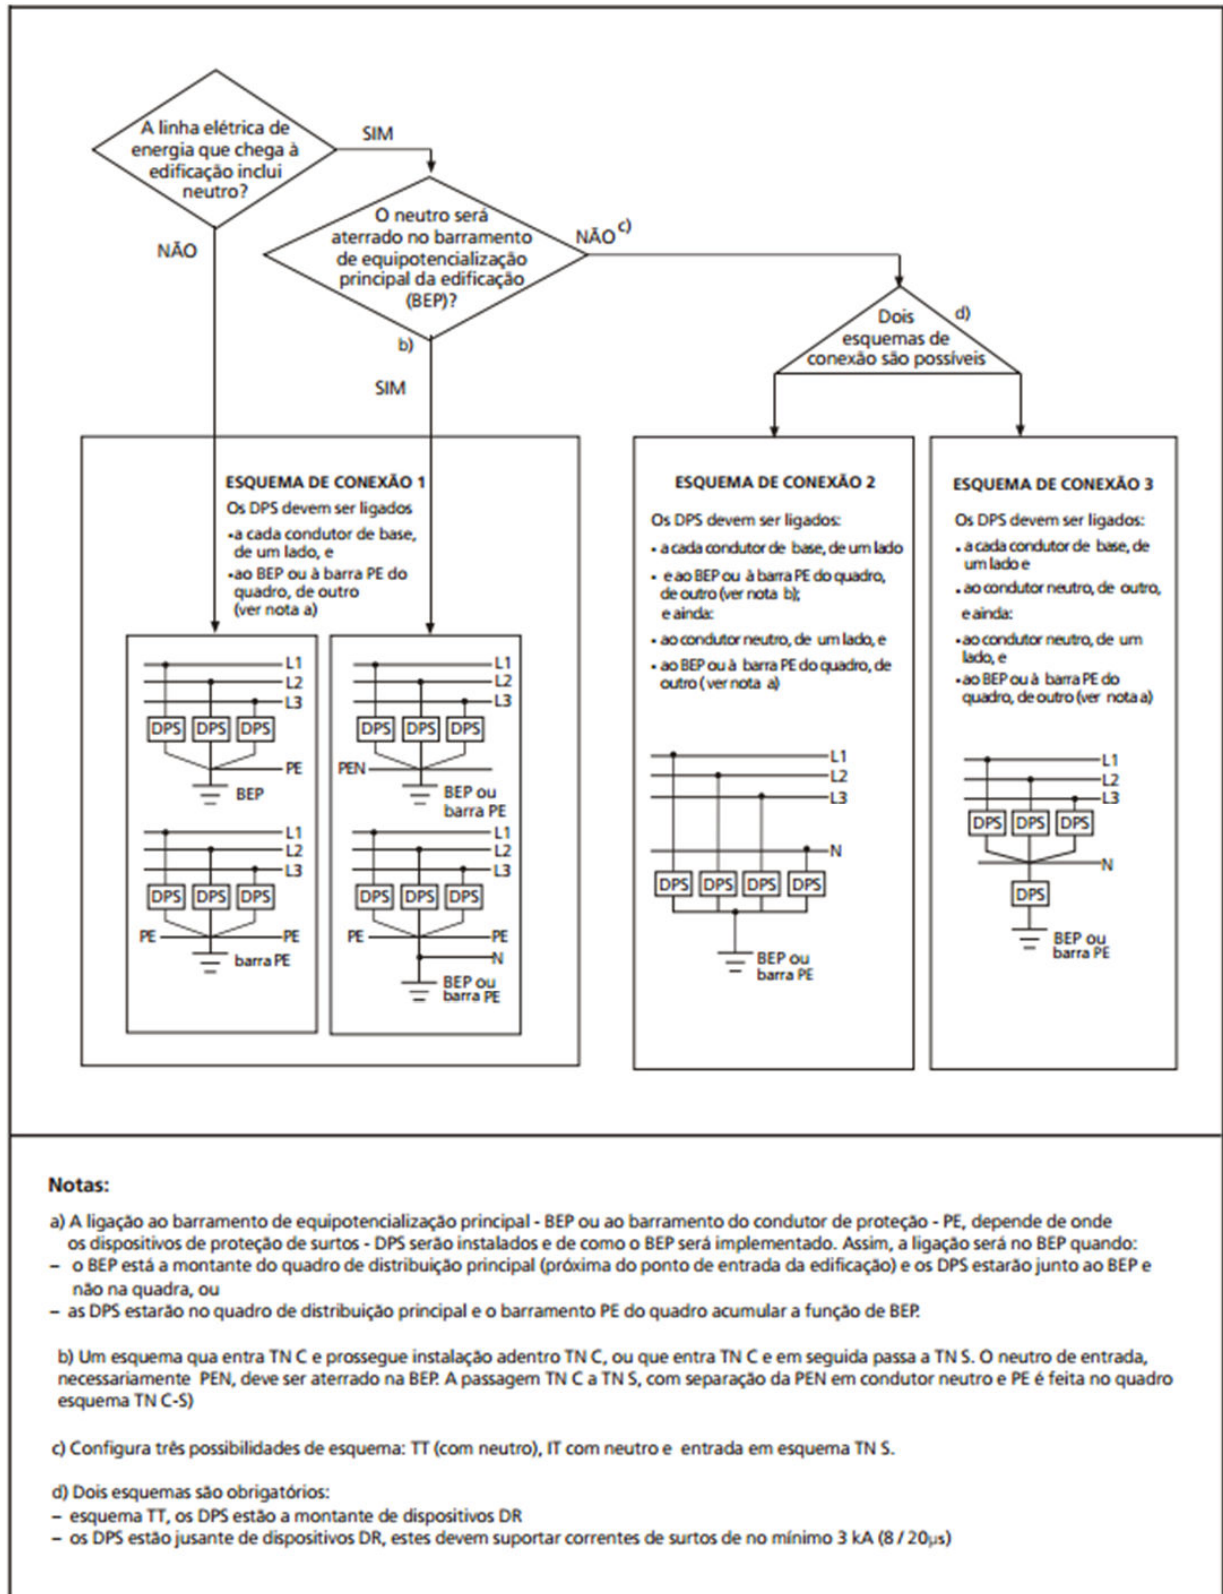 A linha elétrica de
energia que chega à
edificação inclui
neutro?
SIM
NÃO
O neutro será
aterrado no barramento
de equipotencialização
principal da edificação
(BEP)?
NÃO c)
b)
SIM
Dois
esquemas de
conexão são possíveis
d)
ESQUEMA DE CONEXÃO 1
Os DPS devem ser ligados
•a cada condutor de base,
de um lado, e
•ao BEP ou à barra PE do
quadro, de outro
(ver nota a)
L1
L2
L3
DPS DPS DPS
PE
BEP
L1
L2
L3
DPS DPS DPS
PE PE
barra PE
L1
L2
L3
DPS DPS DPS
PEN
BEP ou
barra PE
L1
L2
L3
DPS DPS DPS
PE PE
N
BEP ou
barra PE
ESQUEMA DE CONEXÃO 2
Os DPS devem ser ligados:
• a cada condutor de base, de um lado
• e ao BEP ou à barra PE do quadro,
de outro (ver nota b);
e ainda:
• ao condutor neutro, de um lado, e
• ao BEP ou à barra PE do quadro, de
outro ( ver nota a)
L1
L2
L3
N
DPS DPS DPS DPS
BEP ou
barra PE
ESQUEMA DE CONEXÃO 3
Os DPS devem ser ligados:
• a cada condutor de base, de
um lado e
• ao condutor neutro, de outro,
e ainda:
•ao condutor neutro, de um
lado, e
•ao BEP ou à barra PE do
quadro, de outro (ver nota a)
L1
L2
L3
DPS DPS DPS
N
DPS
BEP ou
barra PE
Notas:
a) A ligação ao barramento de equipotencialização principal - BEP ou ao barramento do condutor de proteção - PE, depende de onde
os dispositivos de proteção de surtos - DPS serão instalados e de como o BEP será implementado. Assim, a ligação será no BEP quando:
– o BEP está a montante do quadro de distribuição principal (próxima do ponto de entrada da edificação) e os DPS estarão junto ao BEP e
não na quadra, ou
– as DPS estarão no quadro de distribuição principal e o barramento PE do quadro acumular a função de BEP.
b) Um esquema qua entra TN C e prossegue instalação adentro TN C, ou que entra TN C e em seguida passa a TN S. O neutro de entrada,
necessariamente PEN, deve ser aterrado na BEP. A passagem TN C a TN S, com separação da PEN em condutor neutro e PE é feita no quadro
esquema TN C-S)
c) Configura três possibilidades de esquema: TT (com neutro), IT com neutro e entrada em esquema TN S.
d) Dois esquemas são obrigatórios:
– esquema TT, os DPS estão a montante de dispositivos DR
– os DPS estão jusante de dispositivos DR, estes devem suportar correntes de surtos de no mínimo 3 kA (8 / 20µs)